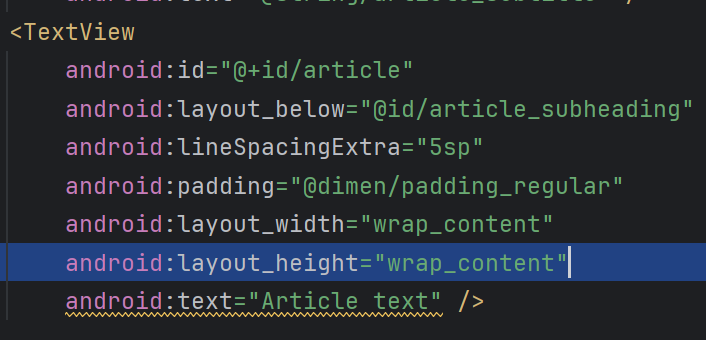 <TextView
android:id="@+id/article"
android:layout_below="@id/article_subheading"
android:lineSpacingExtra="5sp"
android:padding="@dimen/padding_regular"
android:layout_width="wrap_content"
android:layout_height="wrap_content"
android:text="Article text" />